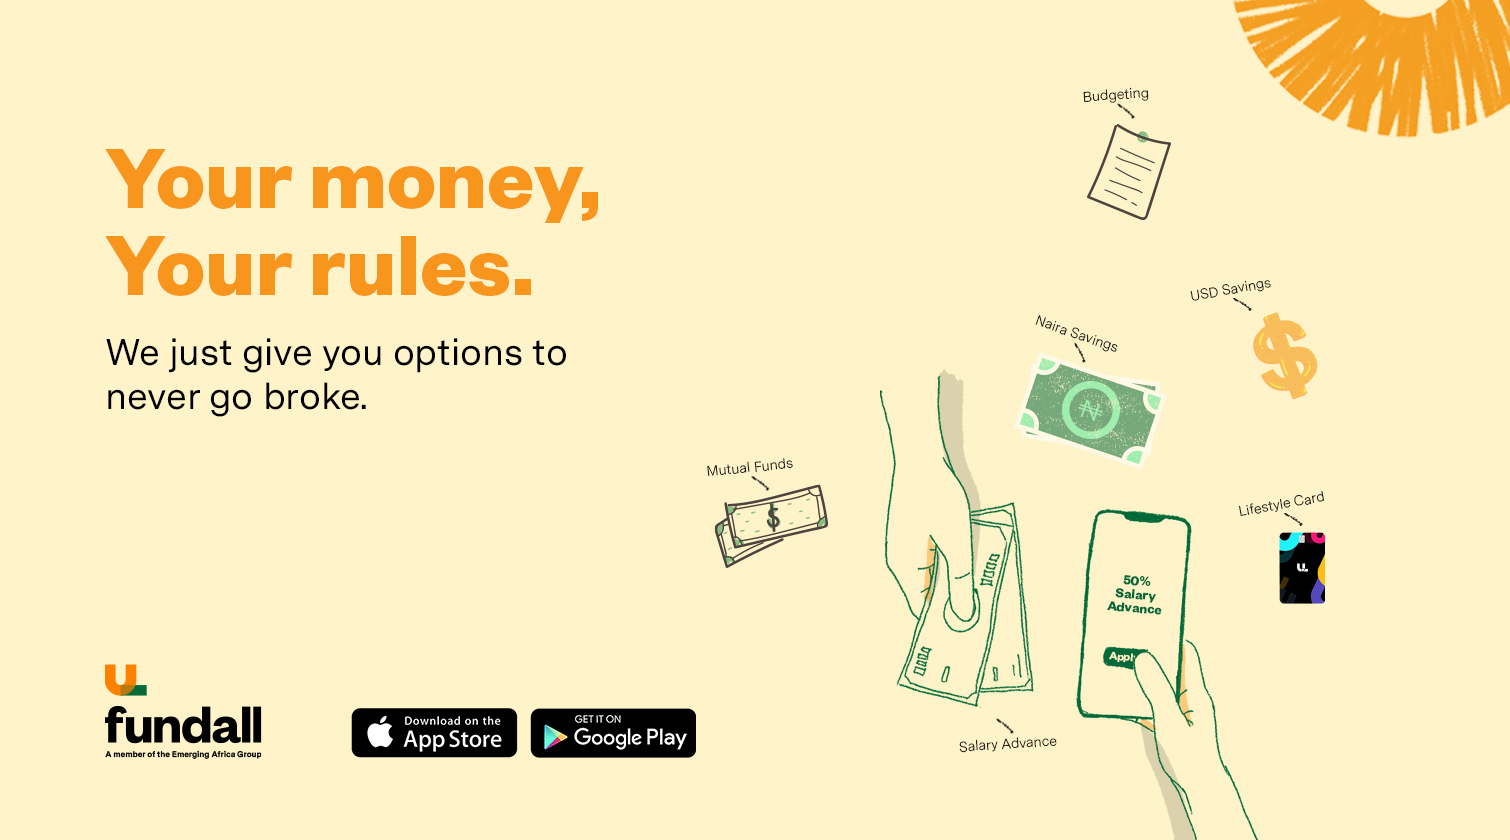 Your money,
Your rules.
We just give you options to
never go broke.
Budgeting
USD Savings
Naira Savings
Mutual Funds
$
Lifestyle Card
50%
Salary
Advance
Salary Advance
fundall
A member of the Emerging Africa Group
Download on the
App Store
GET IT ON
Google Play